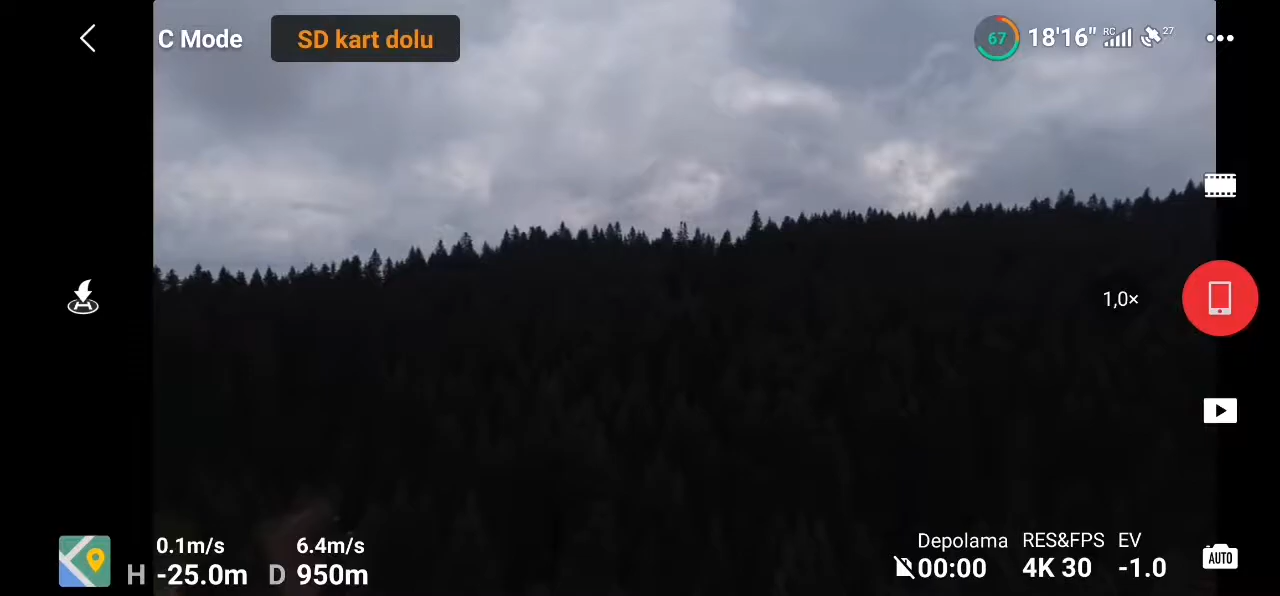 C Mode
SD kart dolu
67
18'16"
RC
27
1,0×
0.1m/s
6.4m/s
H -25.0m
D 950m
Depolama
00:00
RES&FPS
4K 30
EV
-1.0
AUTO